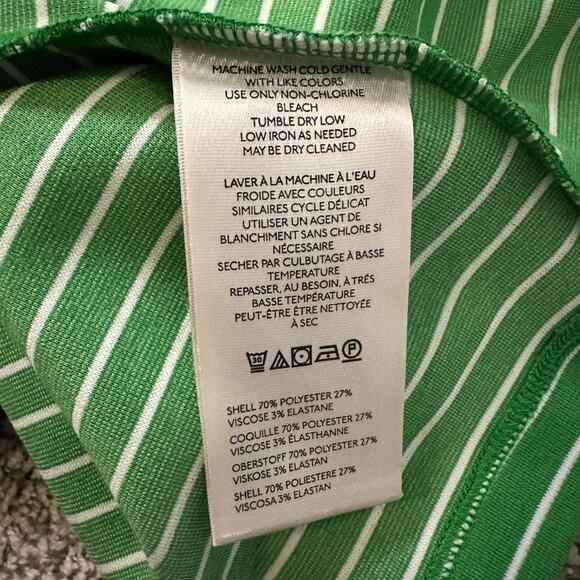 MACHINE WASH COLD GENTLE
WITH LIKE COLORS
USE ONLY NON-CHLORINE
BLEACH
TUMBLE DRY LOW
LOW IRON AS NEEDED
MAY BE DRY CLEANED
LAVER À LA MACHINE À L'EAU
FROIDE AVEC COULEURS
SIMILAIRES CYCLE DÉLICAT
UTILISER UN AGENT DE
BLANCHIMENT SANS CHLORE SI
NÉCESSAIRE
SECHER PAR CULBUTAGE À BASSE
TEMPERATURE
REPASSER, AU BESOIN, À TRÉS
BASSE TEMPÉRATURE
PEUT-ÊTRE ÊTRE NETTOYÉE
À SEC
30 P
SHELL 70% POLYESTER 27%
VISCOSE 3% ELASTANE
COQUILLE 70% POLYESTER 27%
VISCOSE 3% ÉLASTHANNE
OBERSTOFF 70% POLYESTER 27%
VISKOSE 3% ELASTAN
SHELL 70% POLIESTERE 27%
VISCOSA 3% ELASTAN